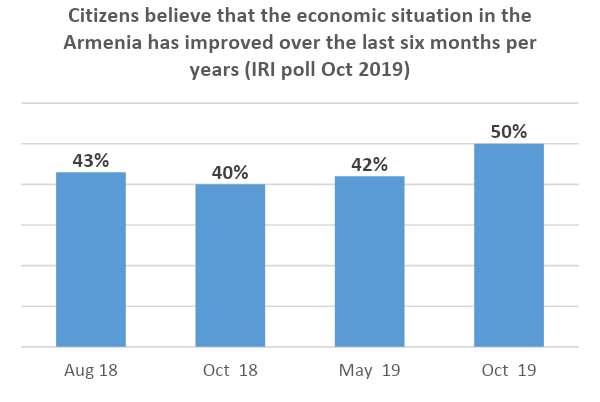 Citizens believe that the economic situation in the
Armenia has improved over the last six months per
years (IRI poll Oct 2019)
43%
40%
42%
50%
Aug 18
Oct 18
May 19
Oct 19